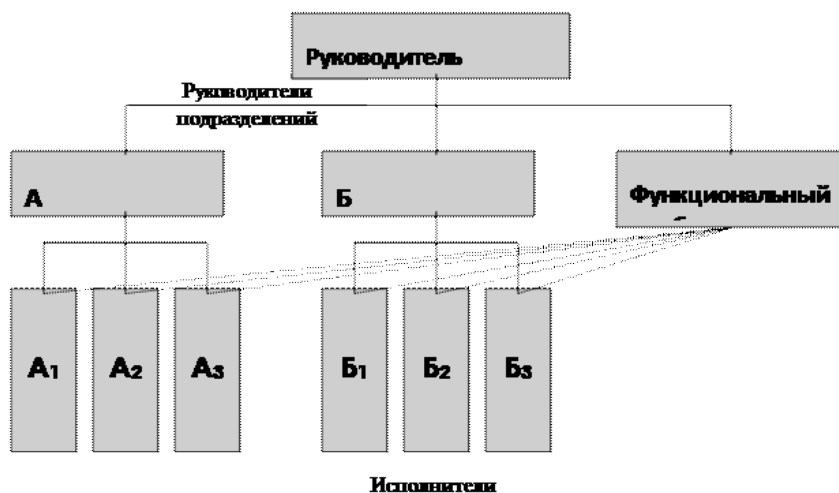 Руководитель
Руководители
подразделений
А
Б
Функциональный
А1
А2
А3
Б1
Б2
Б3
Исполнители